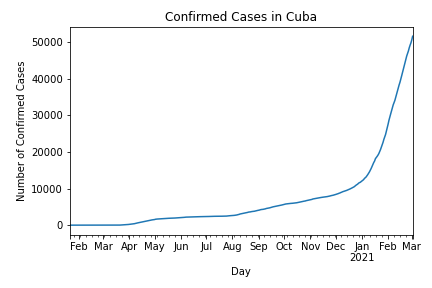 Confirmed Cases in Cuba
Number of Confirmed Cases
50000
40000
30000
20000
10000
0
Feb Mar Apr May Jun Jul Aug Sep Oct Nov Dec Jan Feb Mar
2021
Day